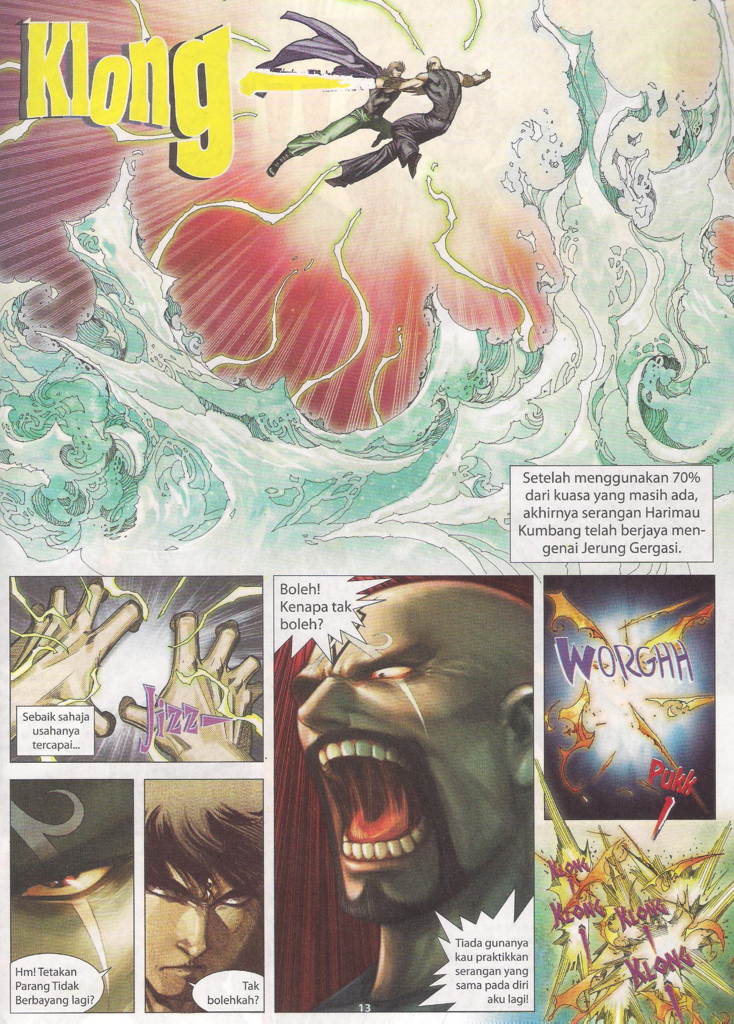 Klong
Setelah menggunakan 70%
dari kuasa yang masih ada,
akhirnya serangan Harimau
Kumbang telah berjaya men-
genai Jerung Gergasi.
Sebaik sahaja
usahanya
tercapai...
Jizz
Hm! Tetakan
Parang Tidak
Berbayang lagi?
Tak
bolehkah?
Boleh!
Kenapa tak
boleh?
Tiada gunanya
kau praktikkan
serangan yang
sama pada diri
aku lagi!
WORGHH
PUKK
!
KLONG
!
KLONG
!
KLONG
!
KLONG
!
13